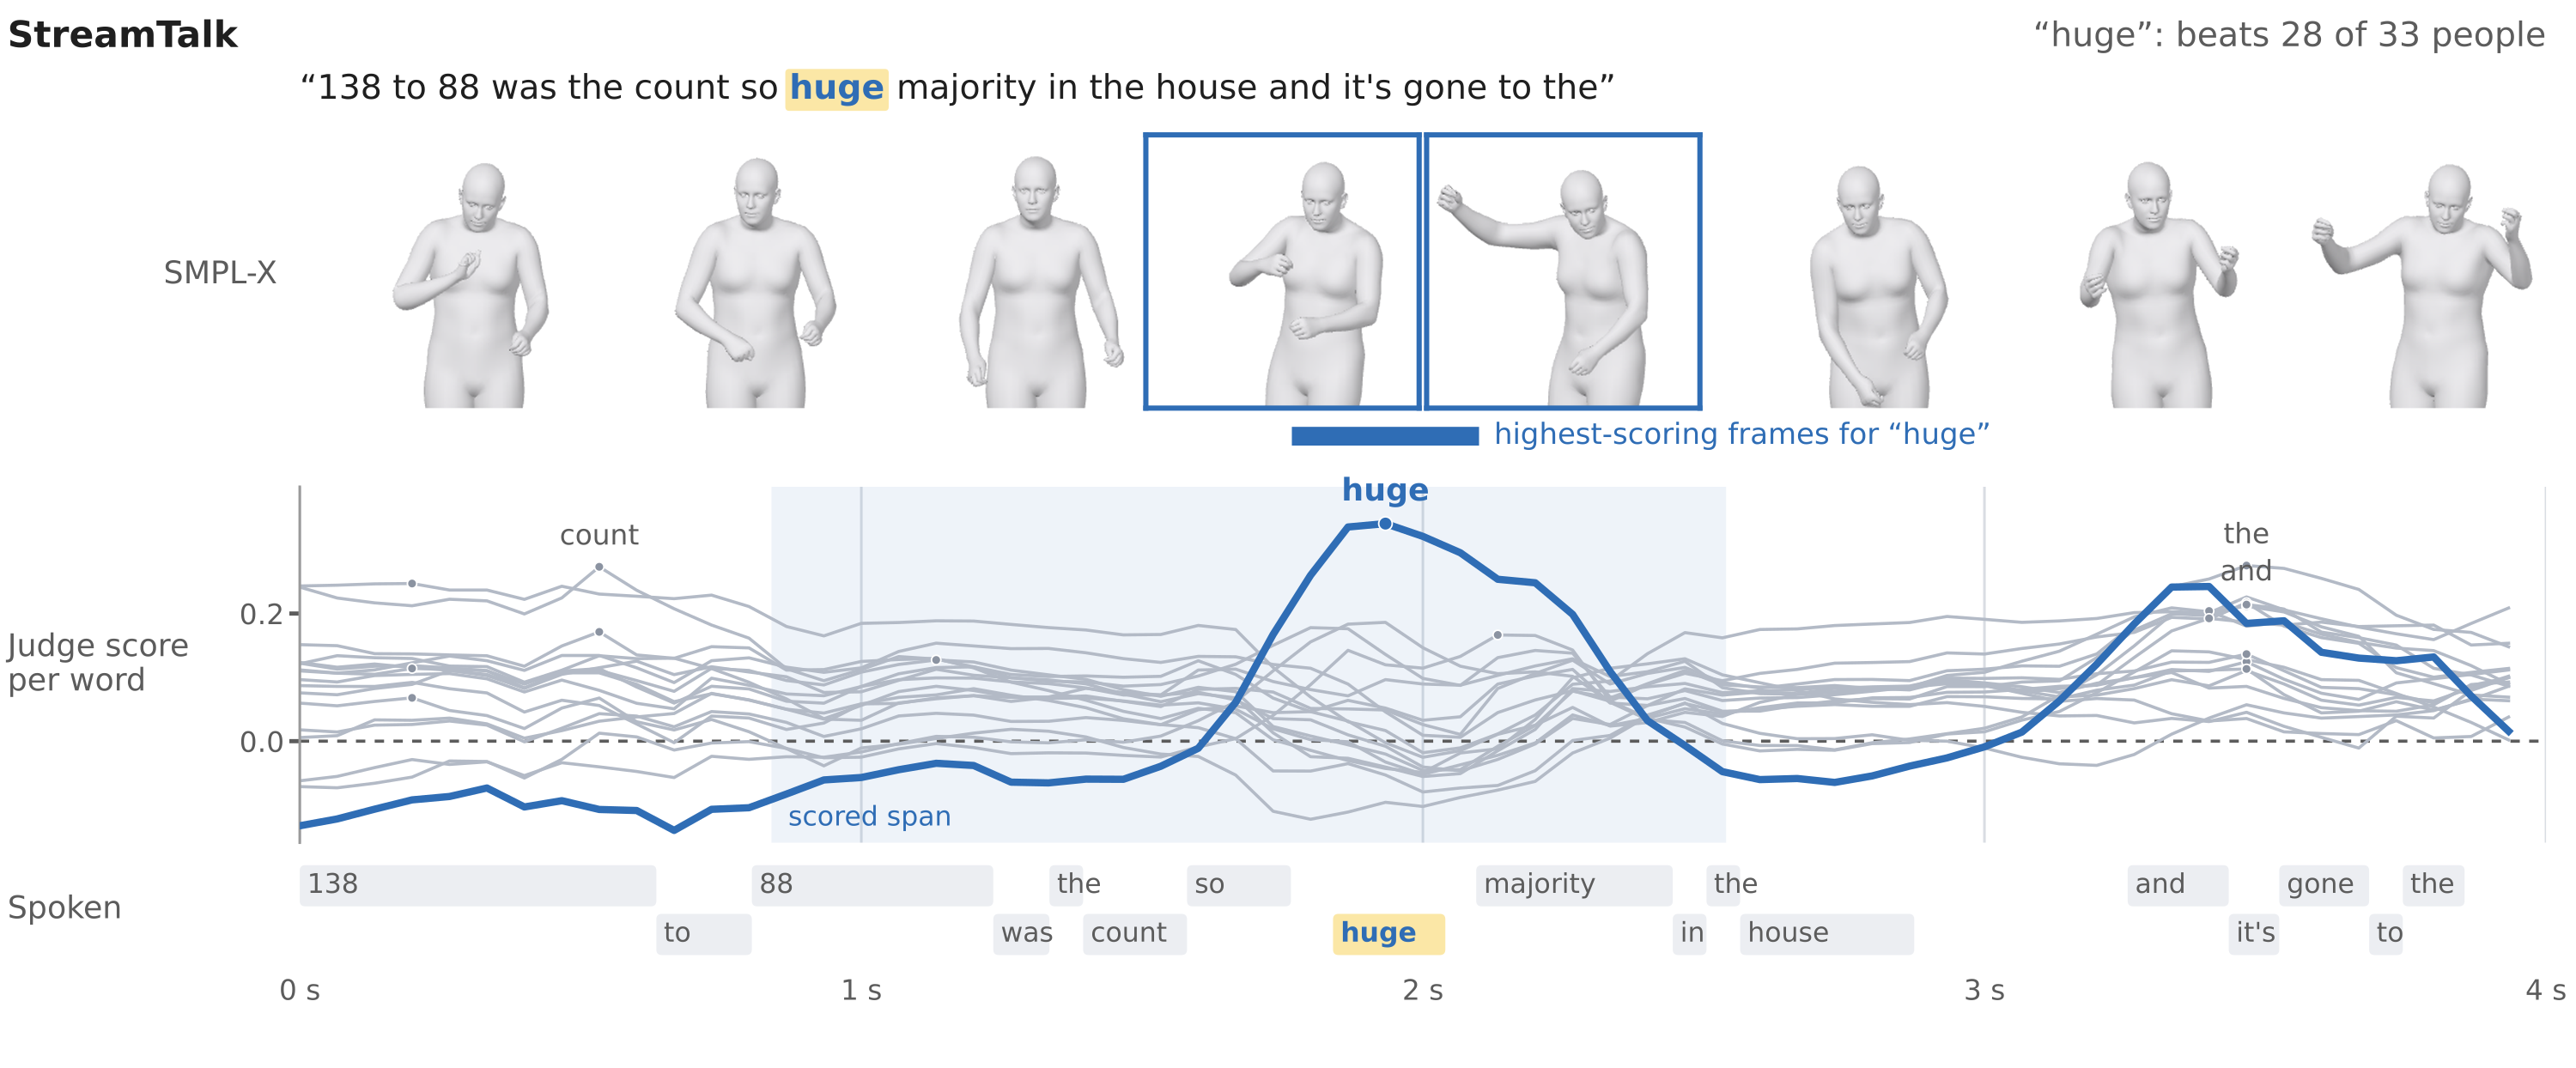 StreamTalk
“huge”: beats 28 of 33 people
“138 to 88 was the count so huge majority in the house and it's gone to the”
SMPL-X
highest-scoring frames for “huge”
huge
count
the
and
0.2
0.0
Judge score
per word
scored span
Spoken
138 88 the so majority the and gone the
to was count huge in house it's to
0 s 1 s 2 s 3 s 4 s